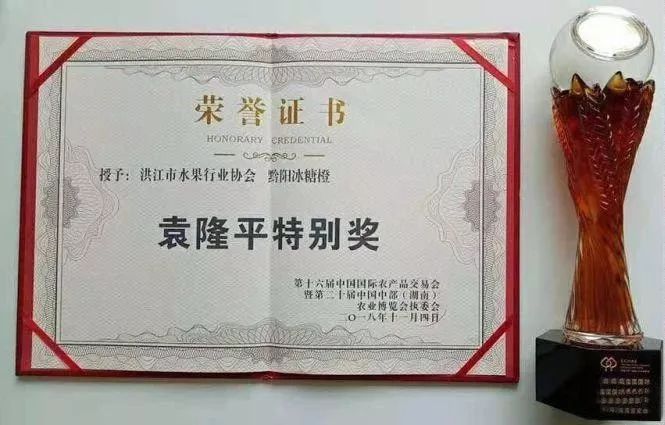 荣誉证书
HONORARY CREDENTIAL
授予：洪江市水果行业协会 黔阳冰糖橙
袁隆平特别奖
第十六届中国国际农产品交易会
暨第二十届中国中部（湖南）
农业博览会执委会
二〇一八年十一月四日